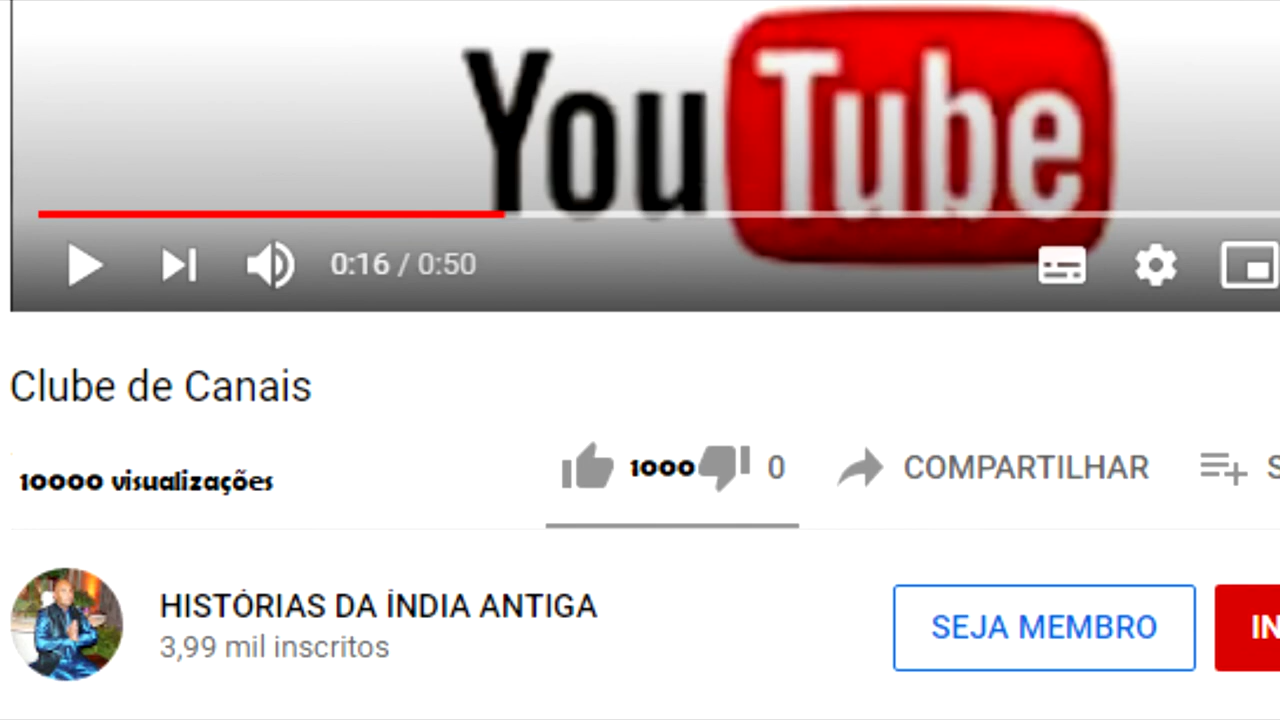 YouTube
0:16 / 0:50
Clube de Canais
10000 visualizações
1000 0 COMPARTILHAR S
HISTÓRIAS DA ÍNDIA ANTIGA
3,99 mil inscritos
SEJA MEMBRO IN